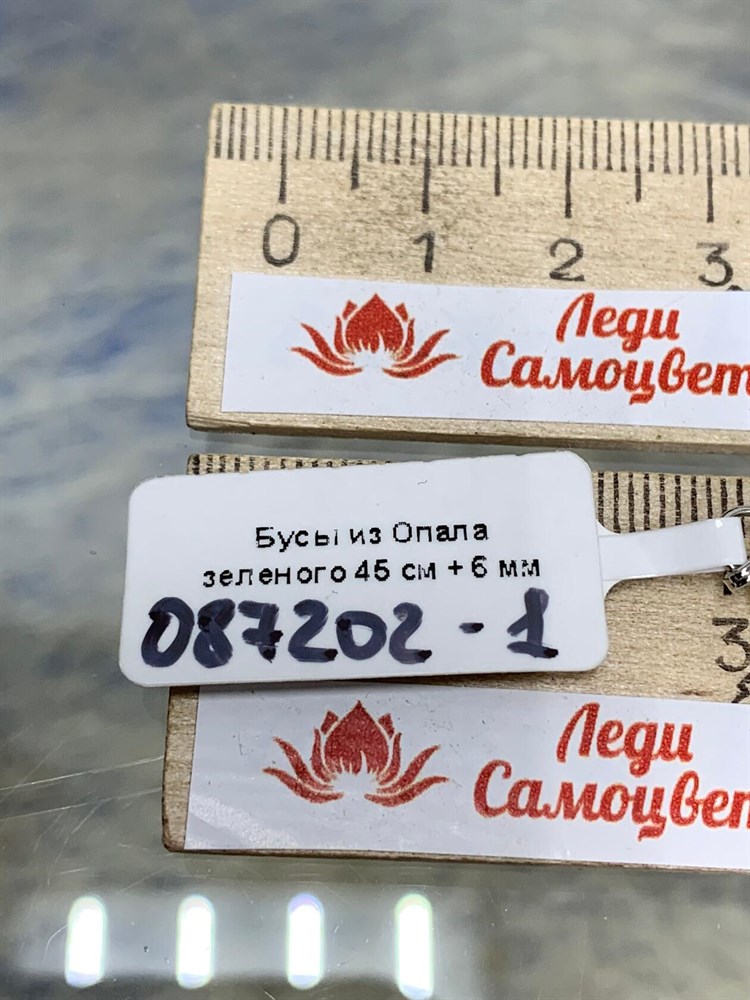 0 1 2 3
Леди
Самоцвет
Бусы из Опала
зеленого 45 см + 6 мм
087202-1
3
Леди
Самоцвет